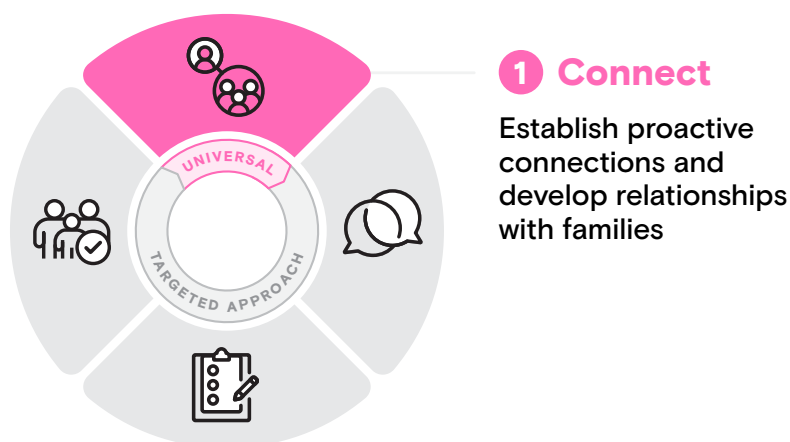 1 Connect
Establish proactive
connections and
develop relationships
with families
UNIVERSAL
TARGETED APPROACH